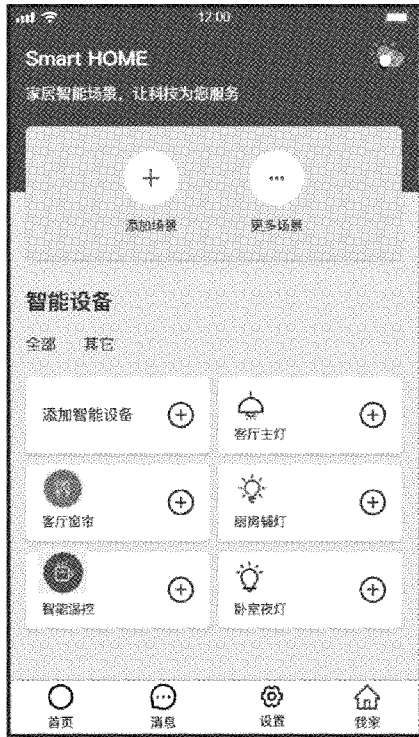 12:00
Smart HOME
家居智能场景，让科技为您服务
添加场景
更多场景
智能设备
全部 其它
添加智能设备
客厅主灯
客厅窗帘
厨房辅灯
智能温控
卧室夜灯
首页 消息 设置 我家